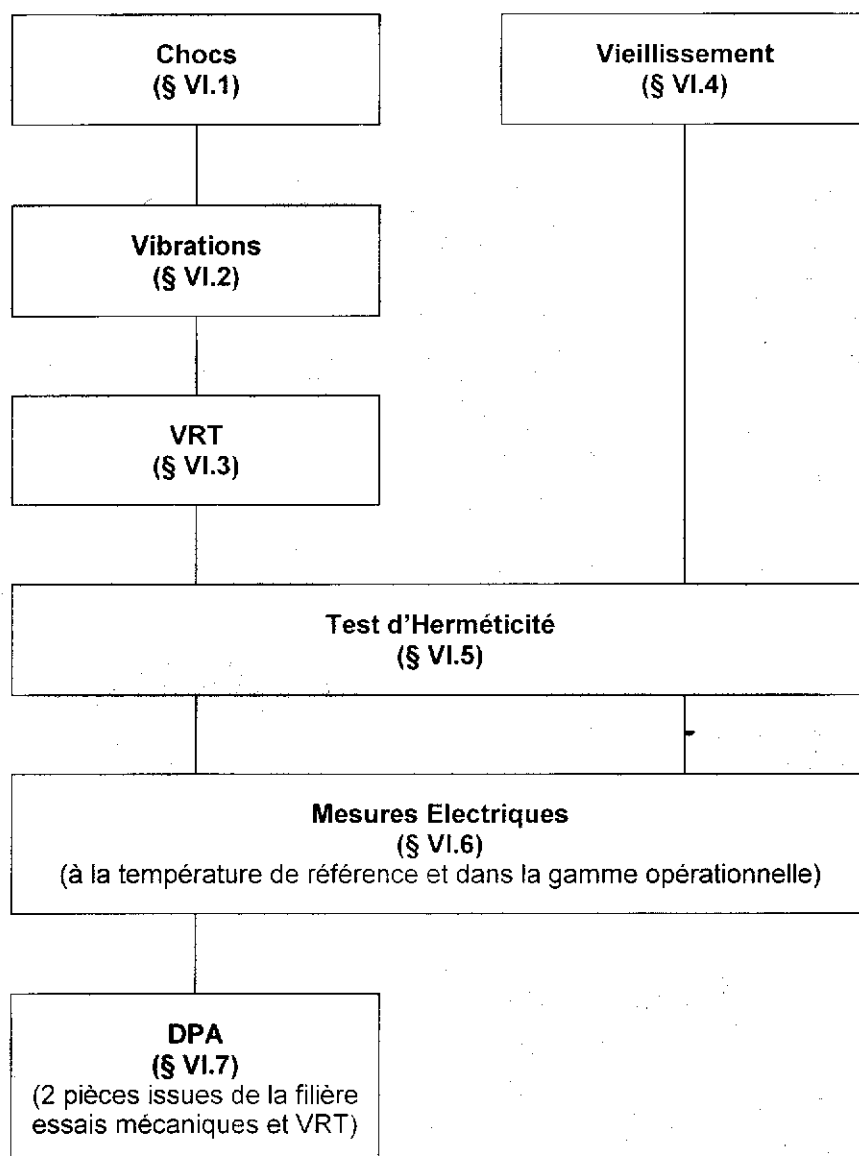 Chocs
(§ VI.1)
Vieillissement
(§ VI.4)
Vibrations
(§ VI.2)
VRT
(§ VI.3)
Test d'Herméticité
(§ VI.5)
Mesures Electriques
(§ VI.6)
(à la température de référence et dans la gamme opérationnelle)
DPA
(§ VI.7)
(2 pièces issues de la filière
essais mécaniques et VRT)